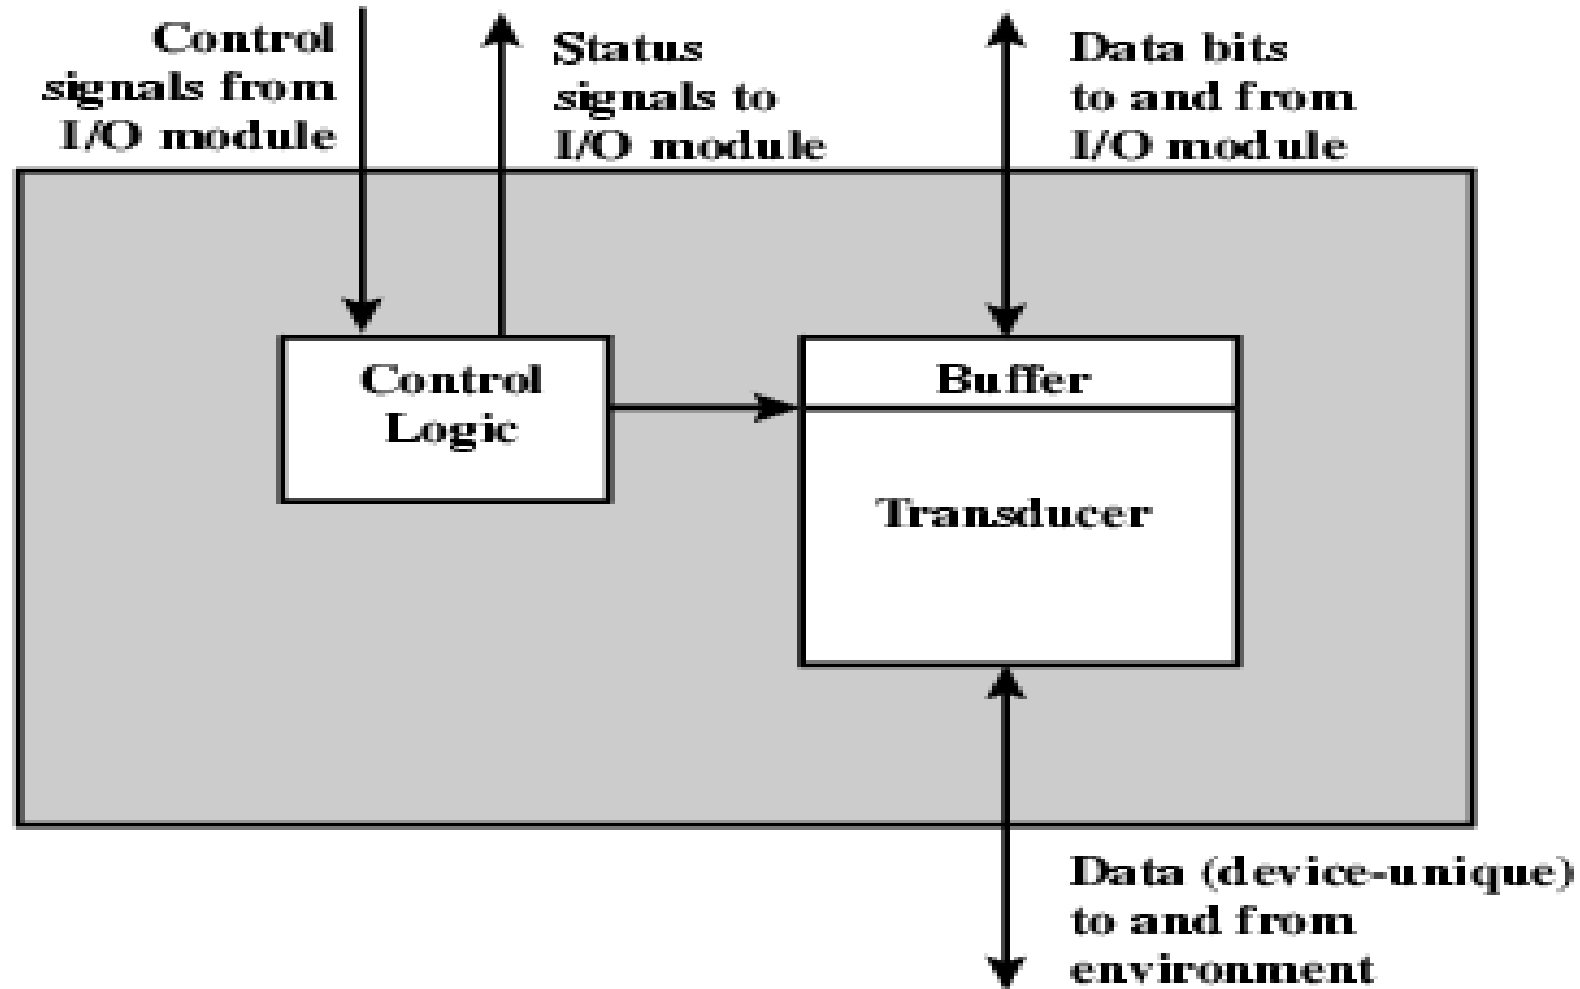 Control
signals from
I/O module
Status
signals to
I/O module
Data bits
to and from
I/O module
Control
Logic
Buffer
Transducer
Data (device-unique)
to and from
environment